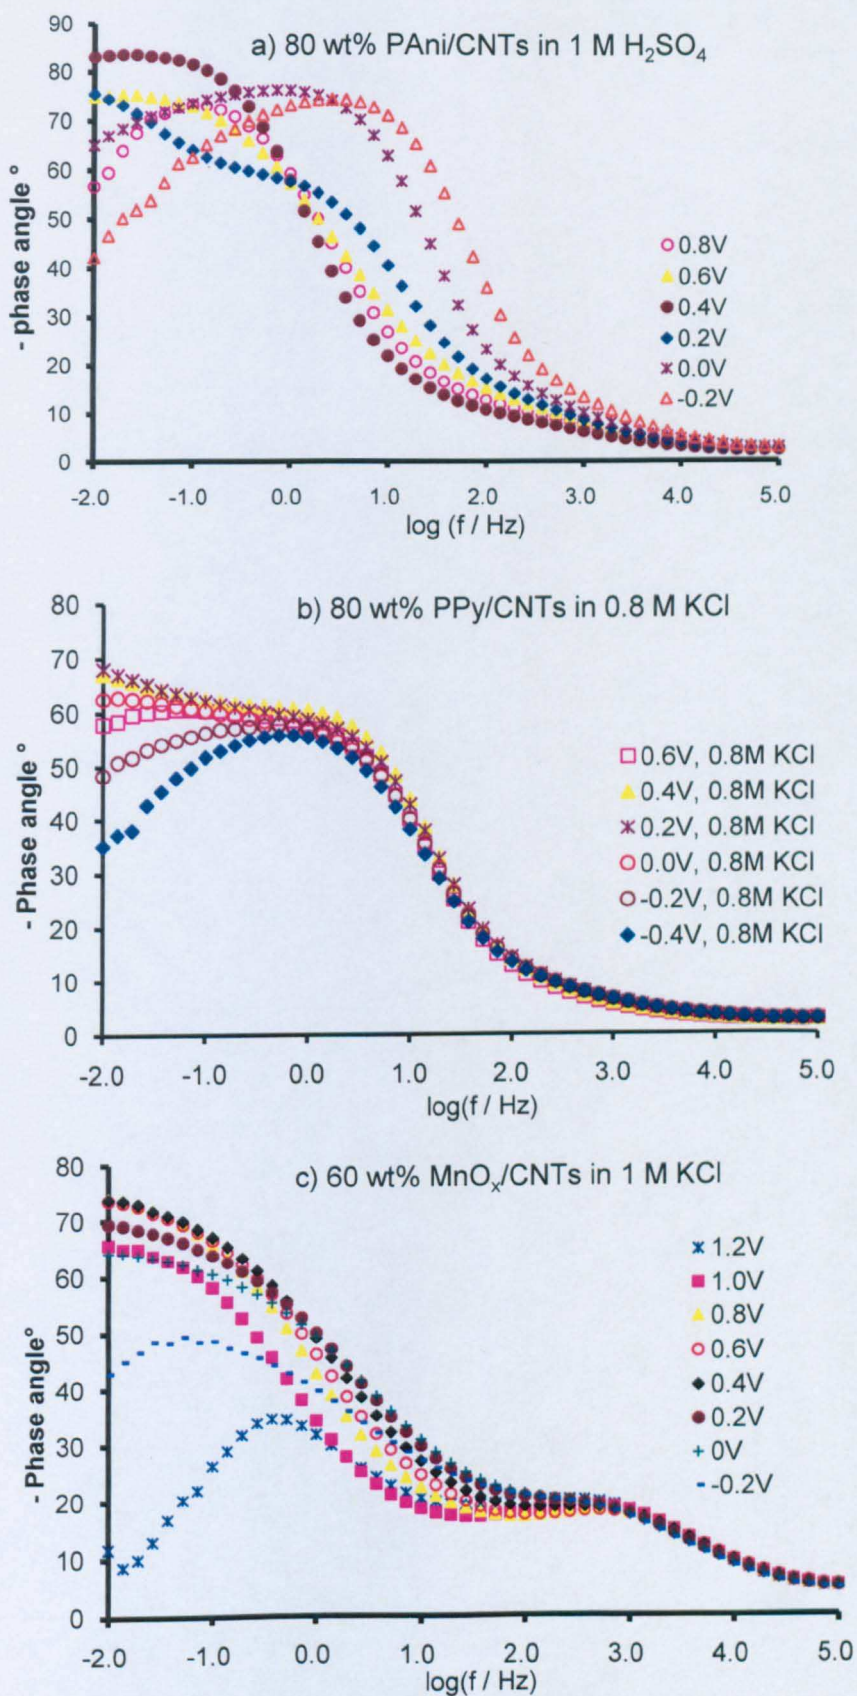 a) 80 wt% PAni/CNTs in 1 M H₂SO₄
- phase angle °
90
80
70
60
50
40
30
20
10
0
0.8V
0.6V
0.4V
0.2V
0.0V
-0.2V
-2.0 -1.0 0.0 1.0 2.0 3.0 4.0 5.0
log (f / Hz)
b) 80 wt% PPy/CNTs in 0.8 M KCl
- Phase angle °
80
70
60
50
40
30
20
10
0
0.6V, 0.8M KCl
0.4V, 0.8M KCl
0.2V, 0.8M KCl
0.0V, 0.8M KCl
-0.2V, 0.8M KCl
-0.4V, 0.8M KCl
-2.0 -1.0 0.0 1.0 2.0 3.0 4.0 5.0
log(f / Hz)
c) 60 wt% MnOₓ/CNTs in 1 M KCl
- Phase angle°
80
70
60
50
40
30
20
10
0
1.2V
1.0V
0.8V
0.6V
0.4V
0.2V
0V
-0.2V
-2.0 -1.0 0.0 1.0 2.0 3.0 4.0 5.0
log(f / Hz)